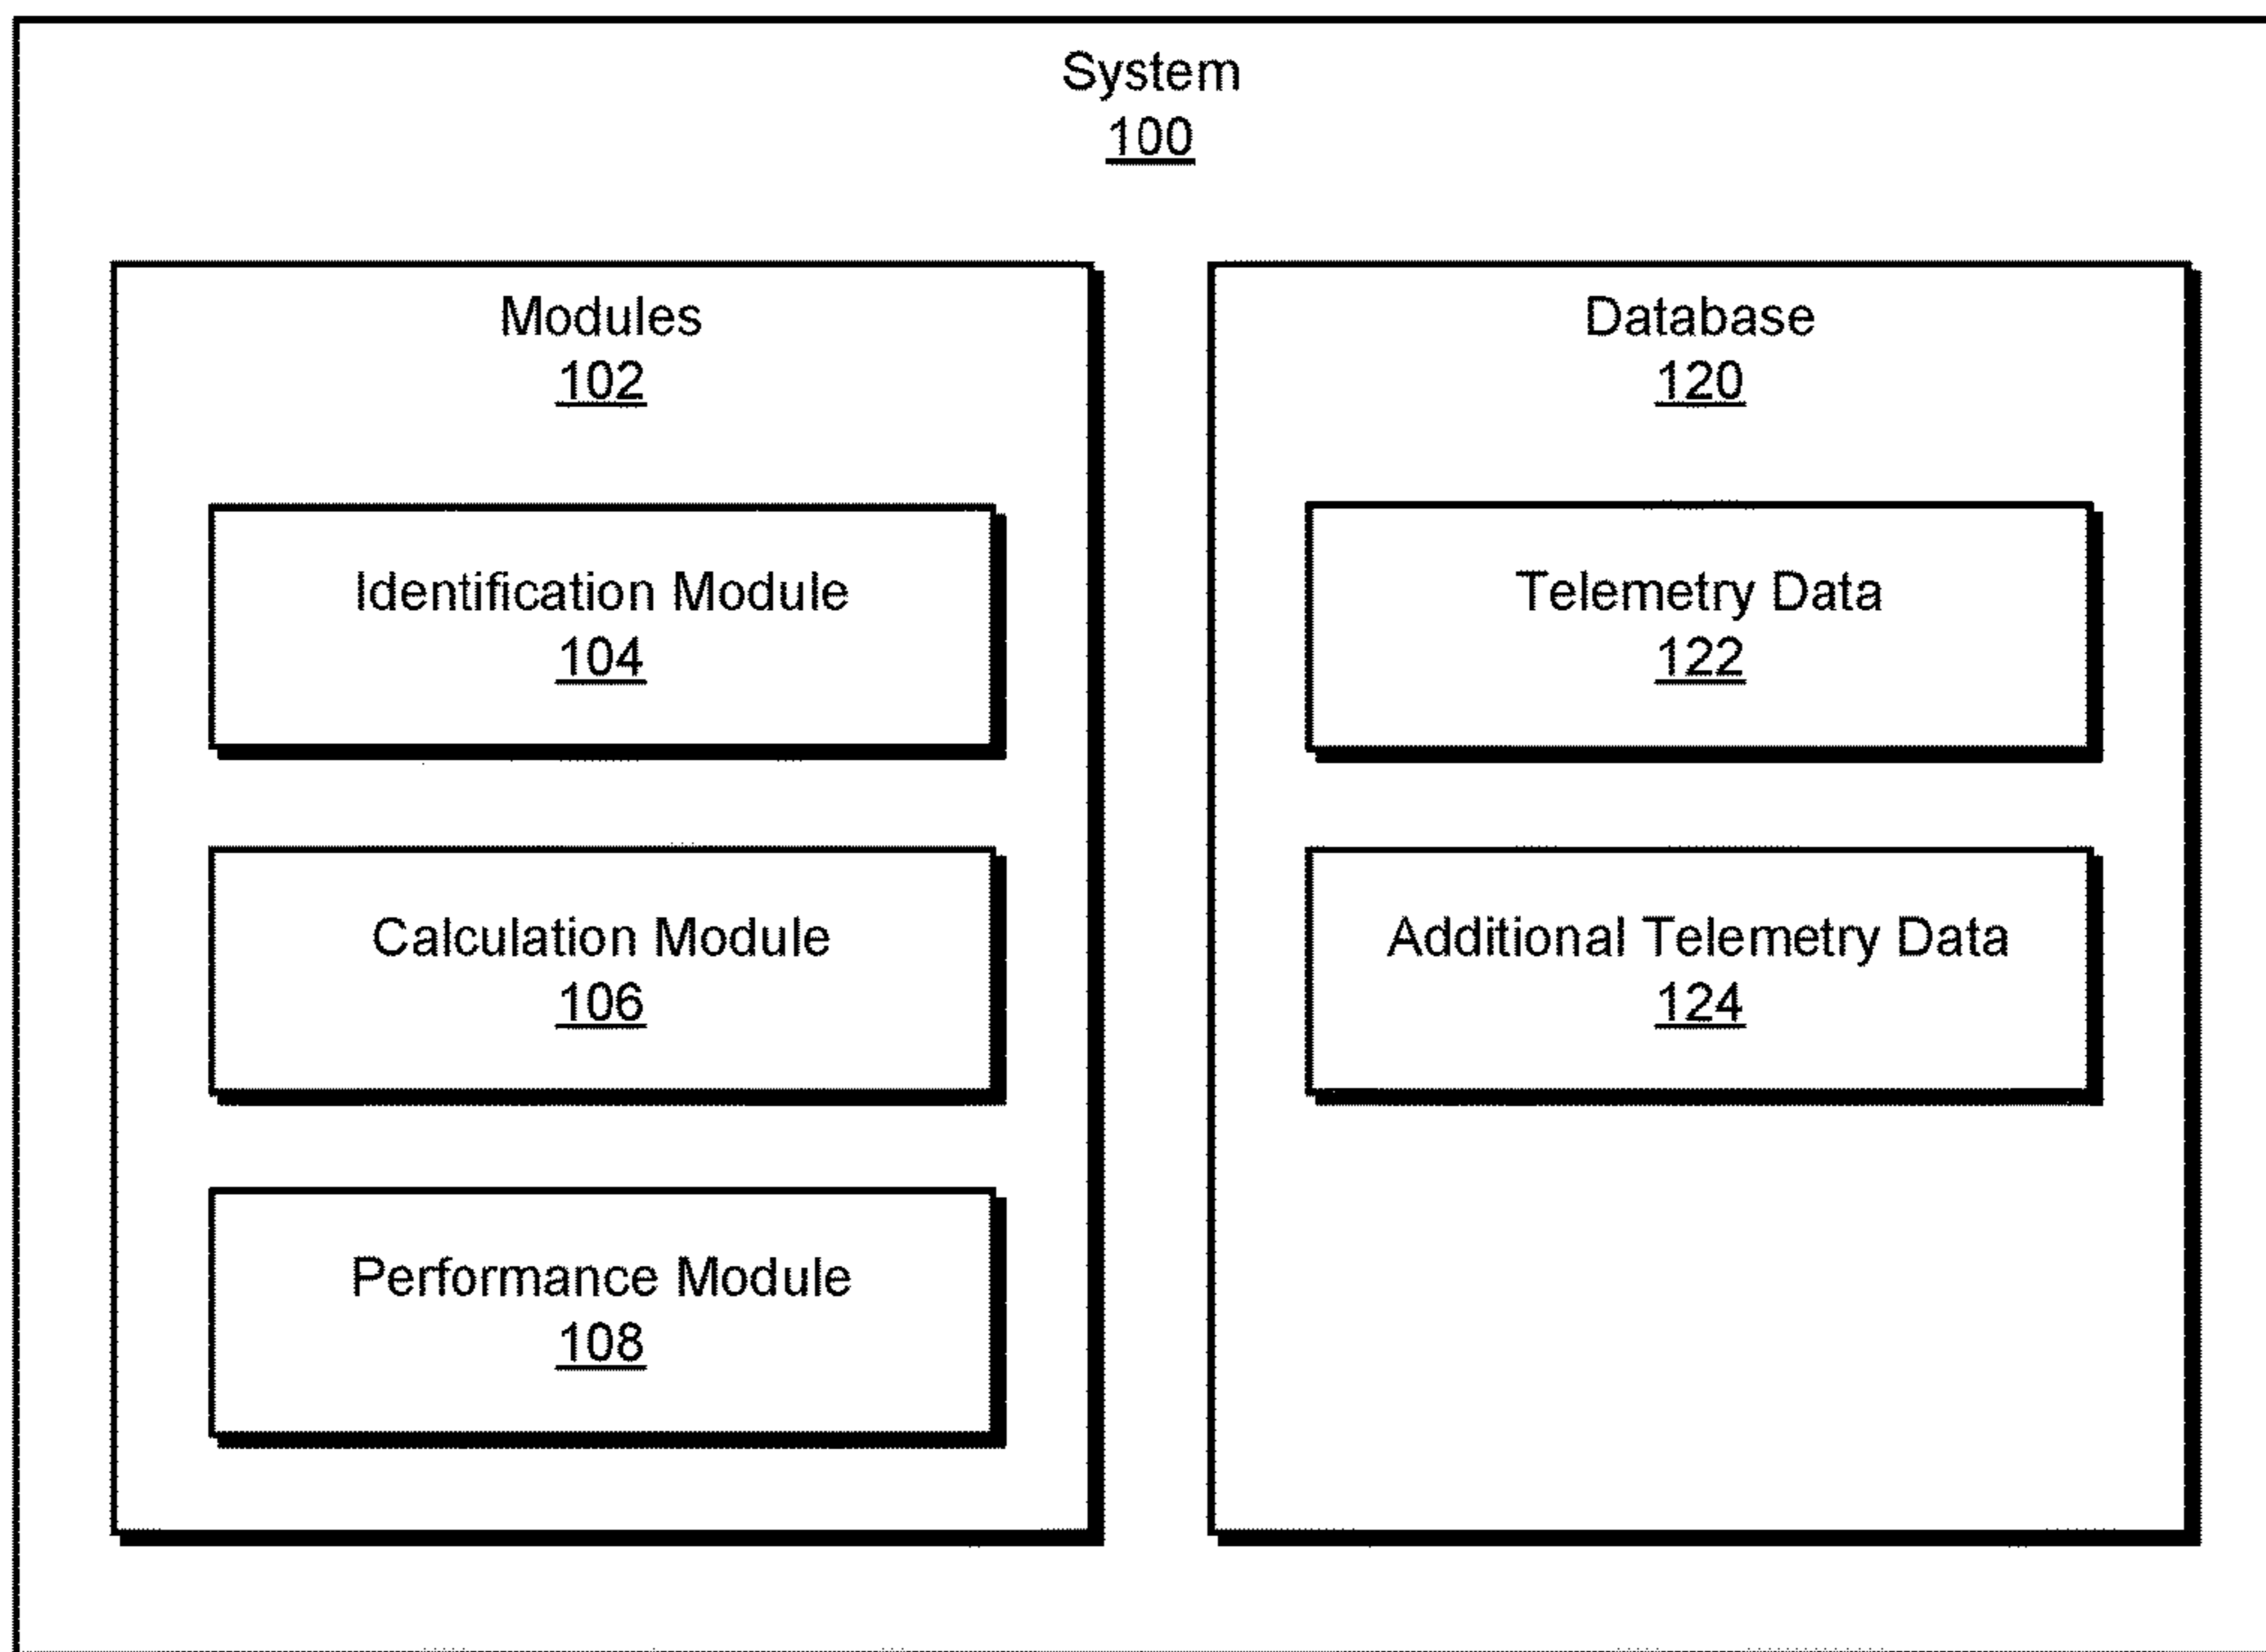 System
100
Modules
102
Identification Module
104
Calculation Module
106
Performance Module
108
Database
120
Telemetry Data
122
Additional Telemetry Data
124